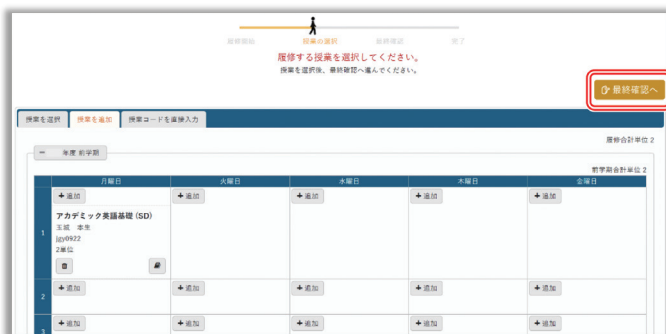 履修開始 授業の選択 最終確認 完了
履修する授業を選択してください。
授業を選択後、最終確認へ進んでください。
最終確認へ
授業を選択 授業を追加 授業コードを直接入力
履修合計単位 2
年度 前学期
前学期合計単位 2
月曜日 火曜日 水曜日 木曜日 金曜日
+追加 +追加 +追加 +追加 +追加
アカデミック英語基礎 (SD)
玉城 本生
1
jgy0922
2単位
+追加 +追加 +追加 +追加 +追加
2
+追加 +追加 +追加 +追加 +追加
3